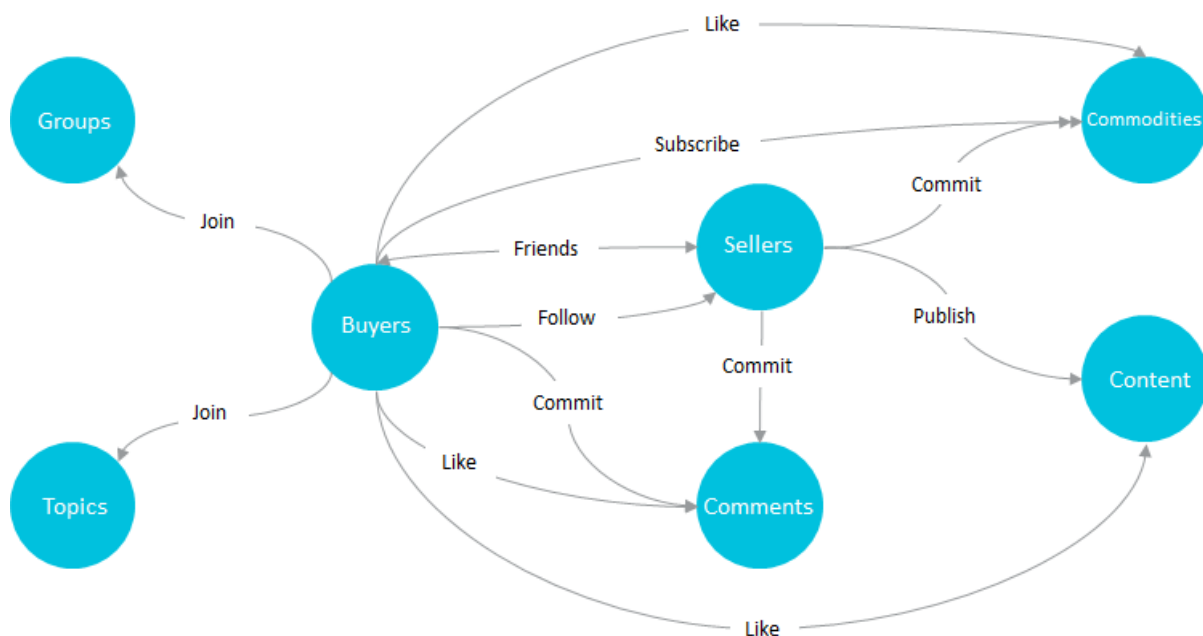 Like
Groups
Commodities
Subscribe
Commit
Join
Friends
Sellers
Buyers
Follow
Publish
Commit
Content
Commit
Join
Like
Topics
Comments
Like